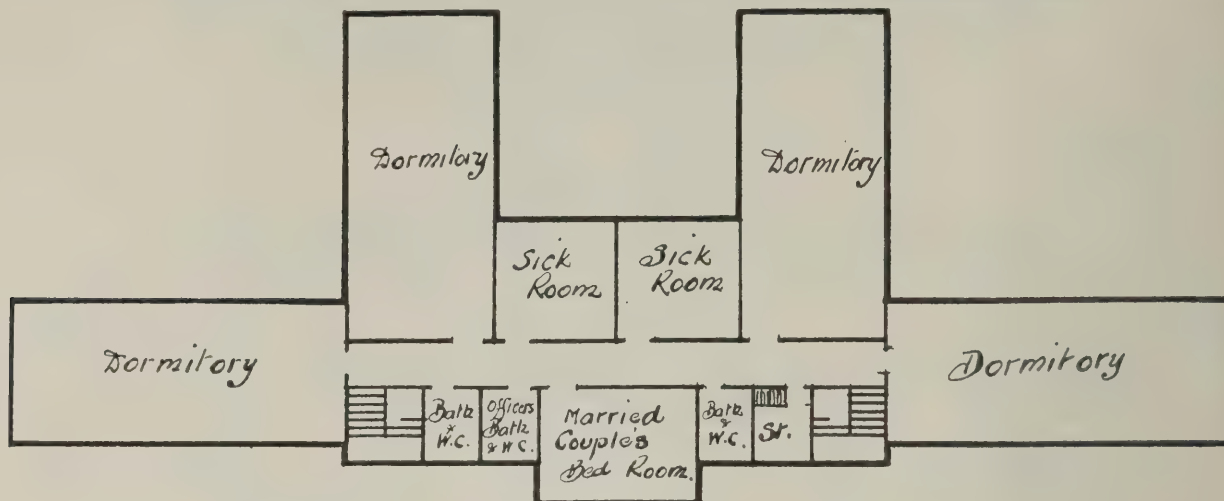 Dormitory
Dormitory
Sick
Room
Sick
Room
Dormitory
Dormitory
Bath
&
W.C.
Officers
Bath
& W.C.
Married
Couple's
Bed Room.
Bath
&
W.C.
St.